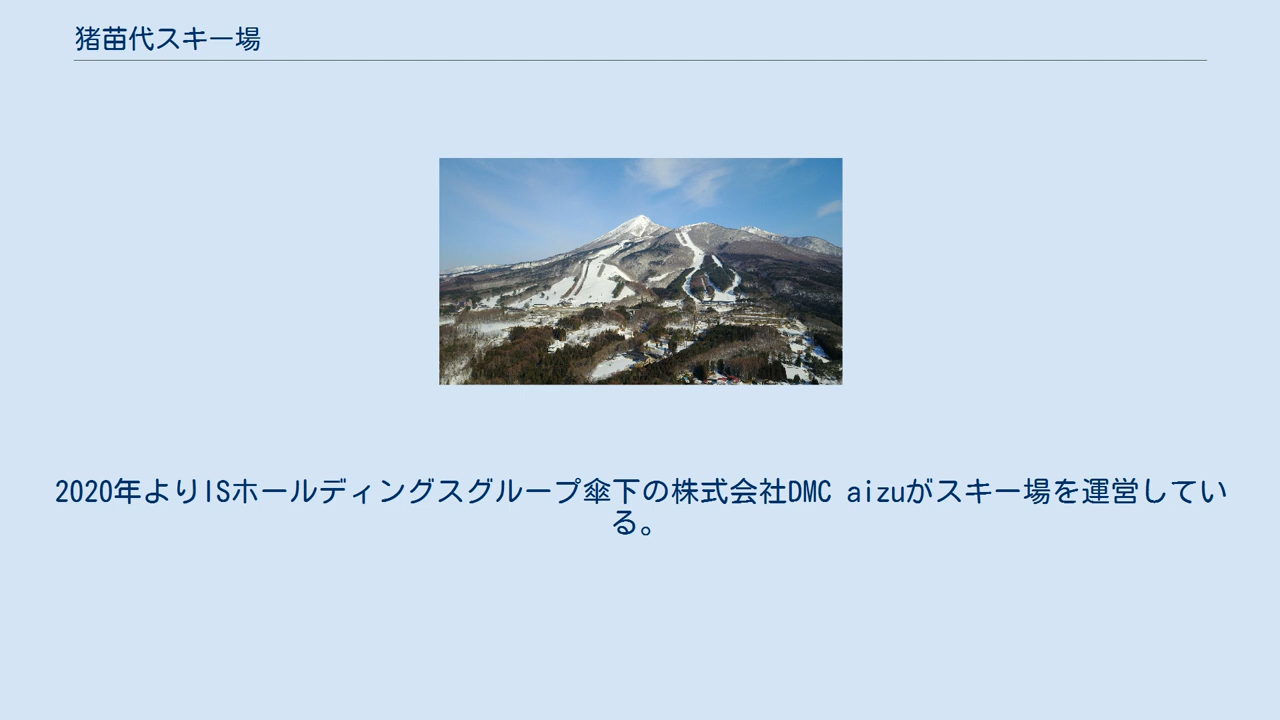 猪苗代スキー場
2020年よりISホールディングスグループ傘下の株式会社DMC aizuがスキー場を運営してい
る。